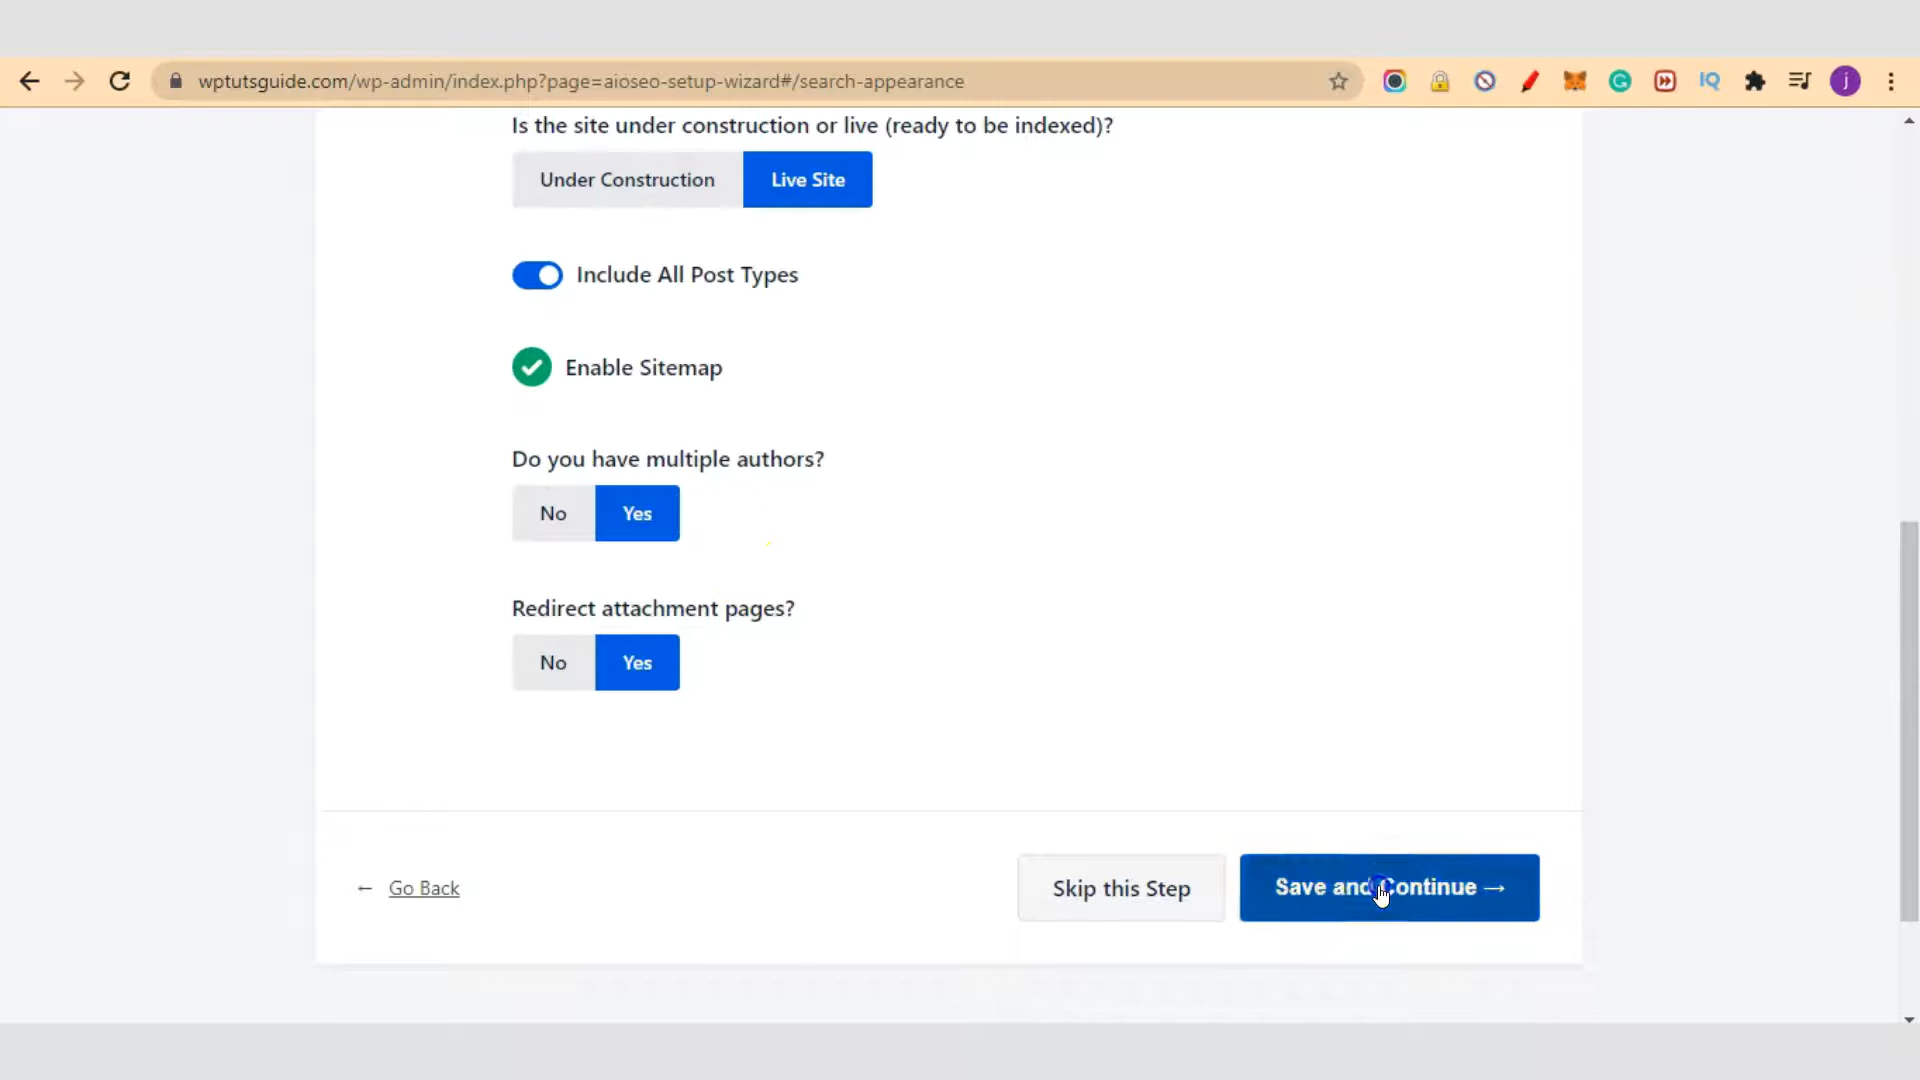 wptutsguide.com/wp-admin/index.php?page=aioseo-setup-wizard#/search-appearance
IQ
j
Is the site under construction or live (ready to be indexed)?
Under Construction
Live Site
Include All Post Types
Enable Sitemap
Do you have multiple authors?
No
Yes
Redirect attachment pages?
No
Yes
← Go Back
Skip this Step
Save and Continue →